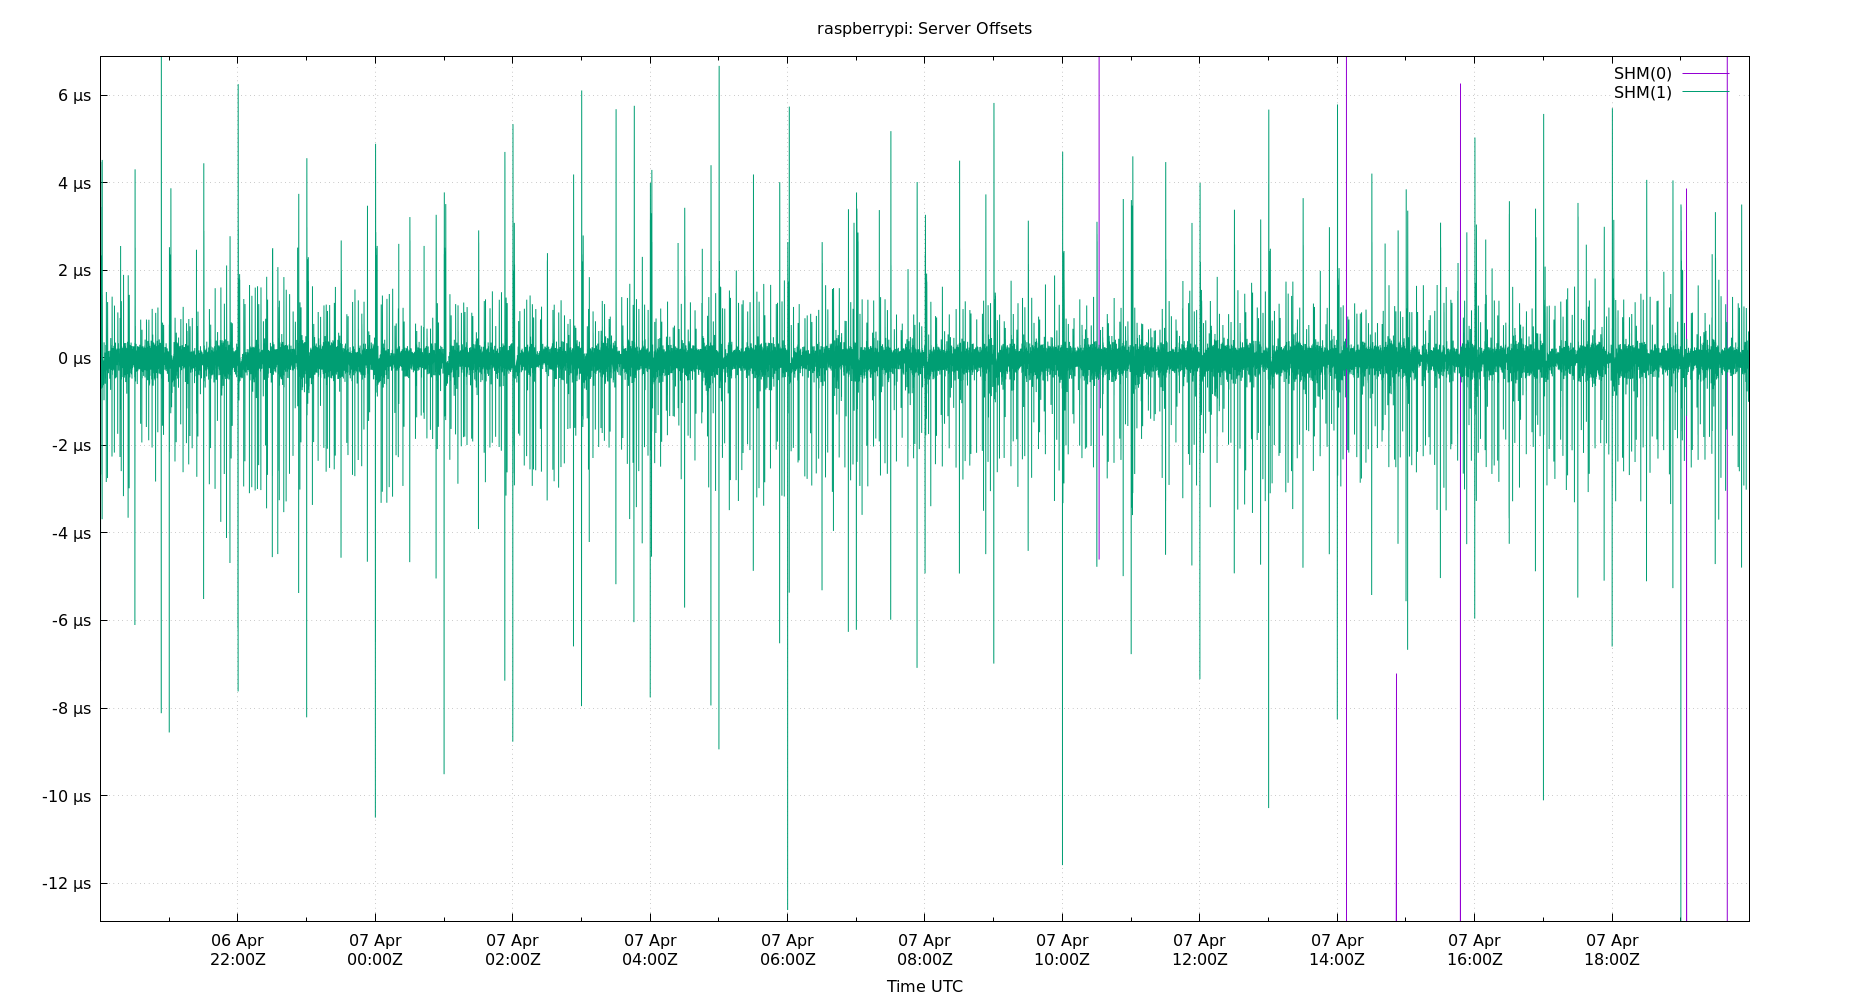 raspberrypi: Server Offsets
SHM(0)
SHM(1)
6 µs
4 µs
2 µs
0 µs
-2 µs
-4 µs
-6 µs
-8 µs
-10 µs
-12 µs
06 Apr 07 Apr 07 Apr 07 Apr 07 Apr 07 Apr 07 Apr 07 Apr 07 Apr 07 Apr 07 Apr
22:00Z 00:00Z 02:00Z 04:00Z 06:00Z 08:00Z 10:00Z 12:00Z 14:00Z 16:00Z 18:00Z
Time UTC